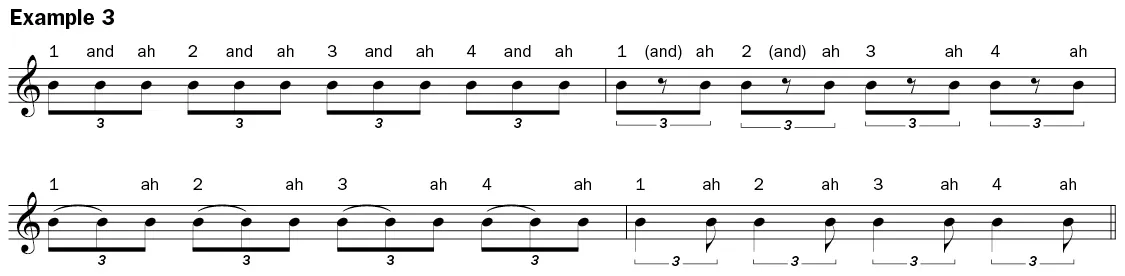 Example 3
1 and ah 2 and ah 3 and ah 4 and ah 1 (and) ah 2 (and) ah 3 ah 4 ah
3 3 3 3 3 3 3 3
1 ah 2 ah 3 ah 4 ah 1 ah 2 ah 3 ah 4 ah
3 3 3 3 3 3 3 3